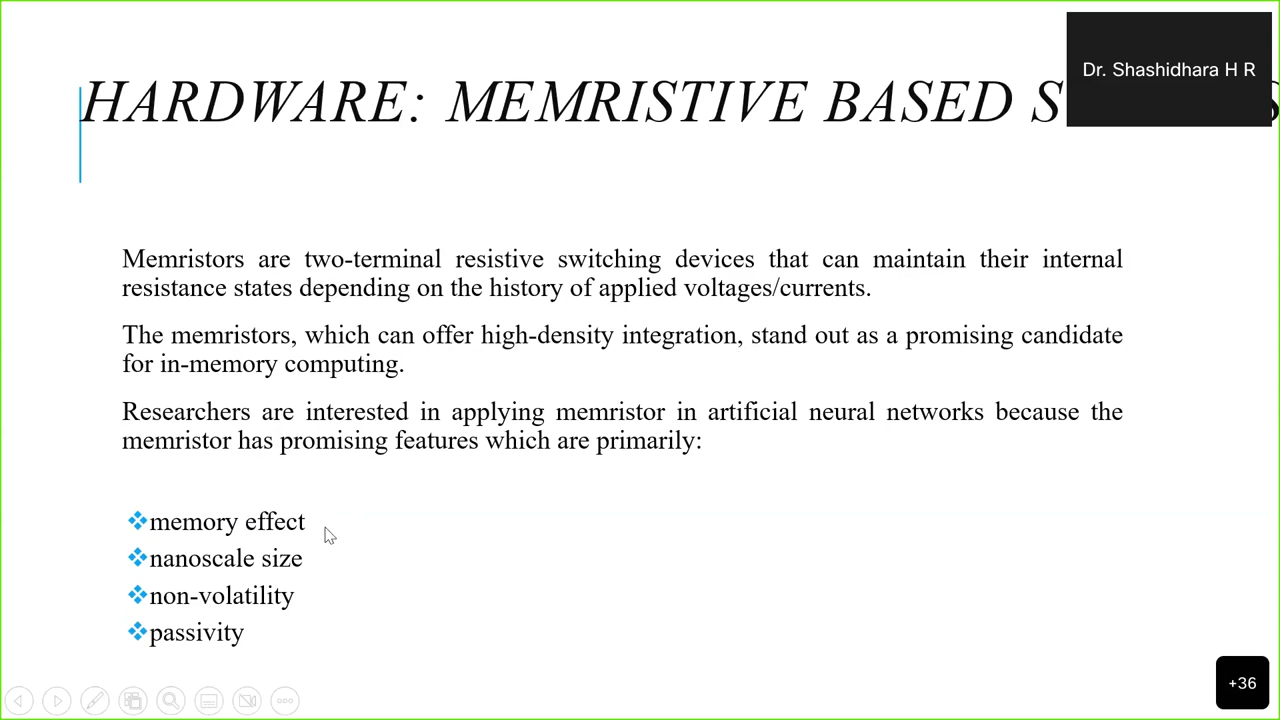 Dr. Shashidhara H R
HARDWARE: MEMRISTIVE BASED
Memristors are two-terminal resistive switching devices that can maintain their internal
resistance states depending on the history of applied voltages/currents.
The memristors, which can offer high-density integration, stand out as a promising candidate
for in-memory computing.
Researchers are interested in applying memristor in artificial neural networks because the
memristor has promising features which are primarily:
memory effect
nanoscale size
non-volatility
passivity
+36